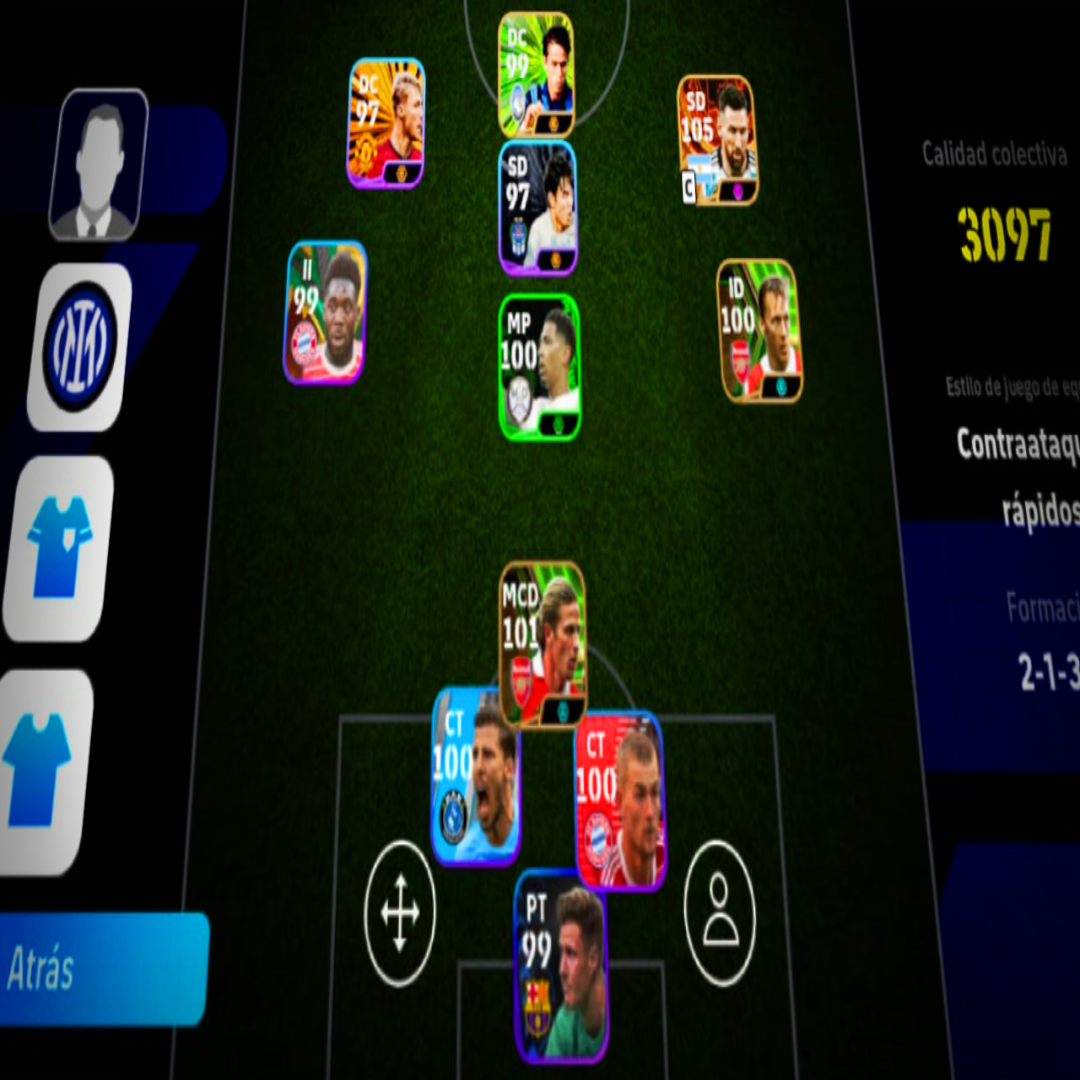 DC
99
DC
97
SD
105
C
SD
97
II
99
MP
100
ID
100
MCD
101
CT
100
CT
100
PT
99
Atrás
Calidad colectiva
3097
Estilo de juego de eq
Contraataqu
rápidos
Formaci
2-1-3